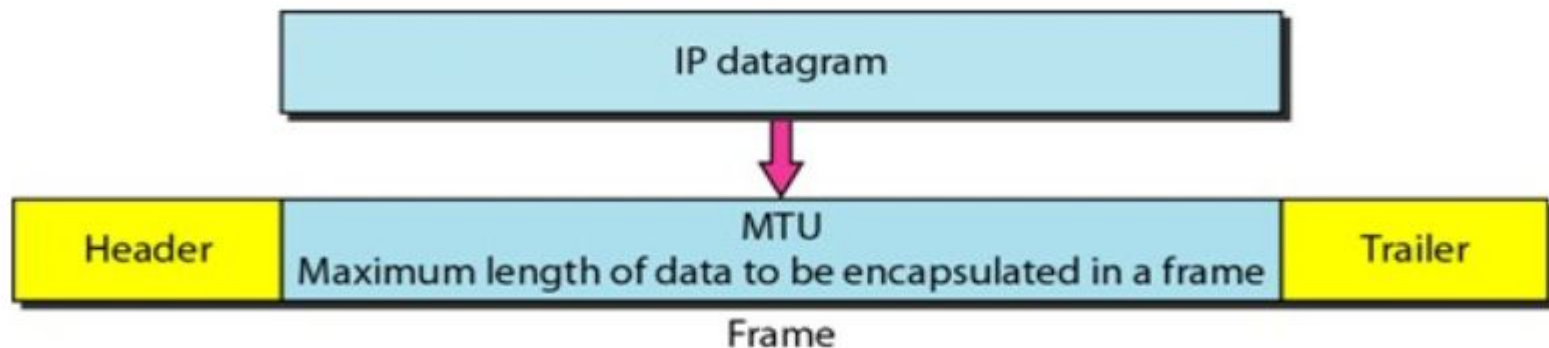 IP datagram
Header
MTU
Maximum length of data to be encapsulated in a frame
Trailer
Frame